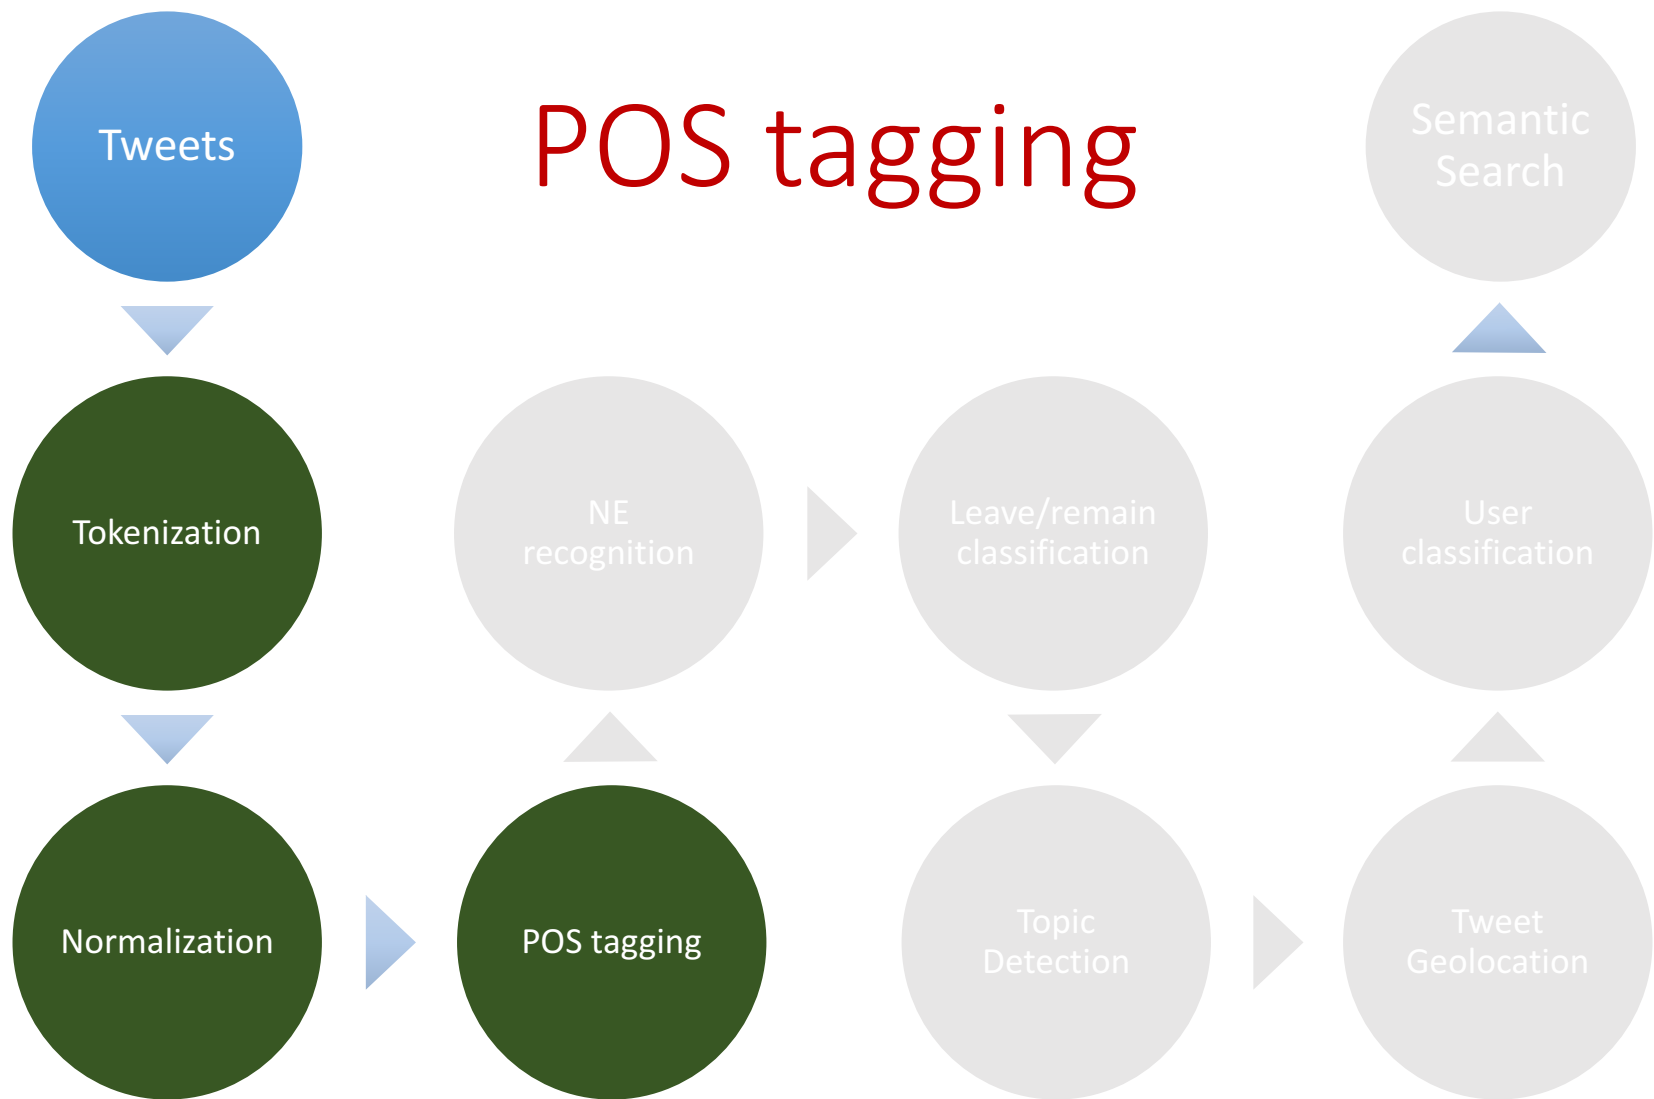 POS tagging
Tweets
Tokenization
Normalization
POS tagging
NE
recognition
Leave/remain
classification
Topic
Detection
Tweet
Geolocation
User
classification
Semantic
Search